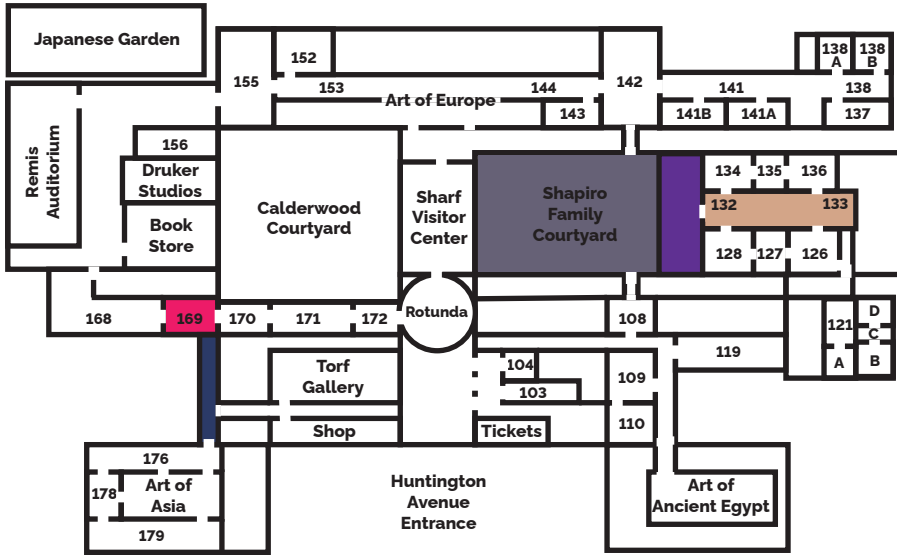 Japanese Garden
152
155
153
144
142
Art of Europe
143
141
141B
141A
138
A
138
B
138
137
Remis
Auditorium
156
Druker
Studios
Book
Store
Calderwood
Courtyard
Sharf
Visitor
Center
Shapiro
Family
Courtyard
134
135
136
132
133
128
127
126
168
169
170
171
172
Rotunda
108
119
121
A
D
C
B
Torf
Gallery
Shop
104
103
Tickets
109
110
176
178
Art of
Asia
179
Huntington
Avenue
Entrance
Art of
Ancient Egypt